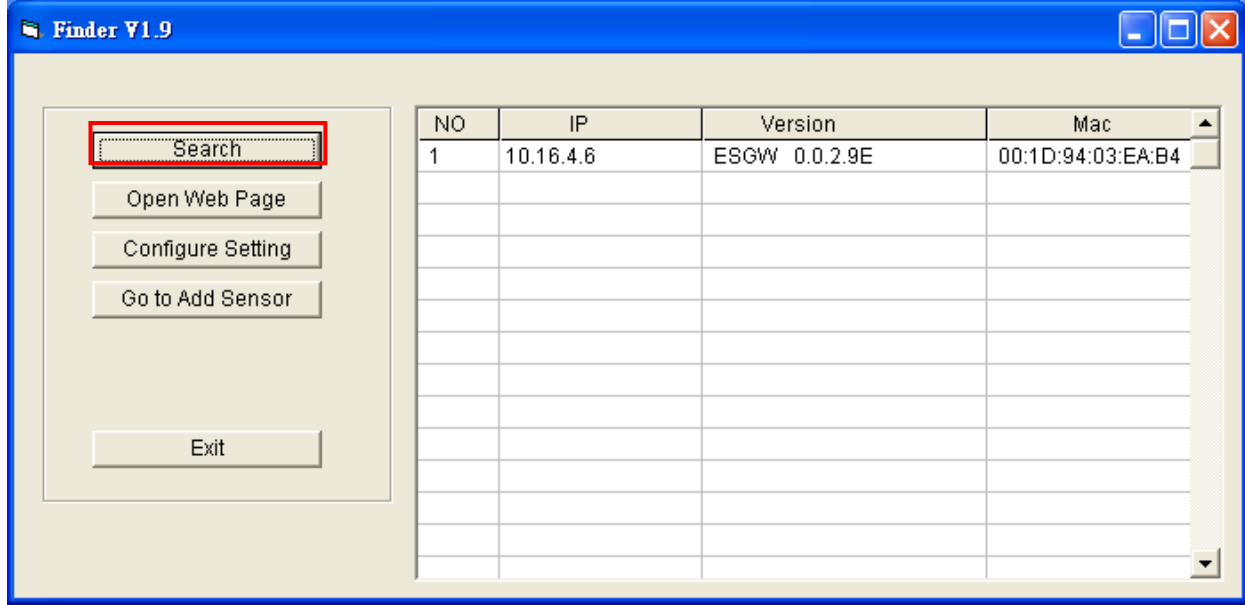 Finder V1.9
Search
Open Web Page
Configure Setting
Go to Add Sensor
Exit
NO IP Version Mac
1 10.16.4.6 ESGW 0.0.2.9E 00:1D:94:03:EA:B4